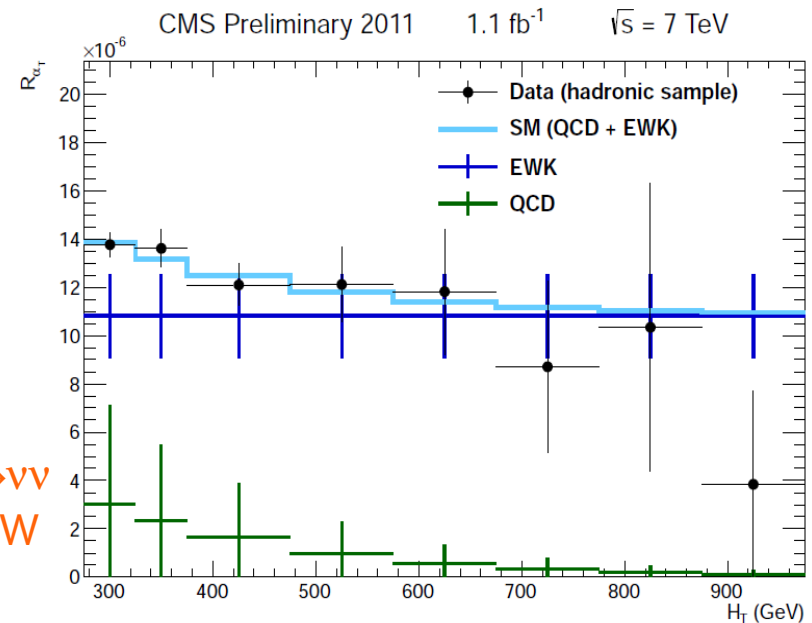 CMS Preliminary 2011 1.1 fb⁻¹ √s = 7 TeV
×10⁻⁶
R_αT
Data (hadronic sample)
SM (QCD + EWK)
EWK
QCD
20
18
16
14
12
10
8
6
4
2
0
→νν
W
300 400 500 600 700 800 900
H_T (GeV)